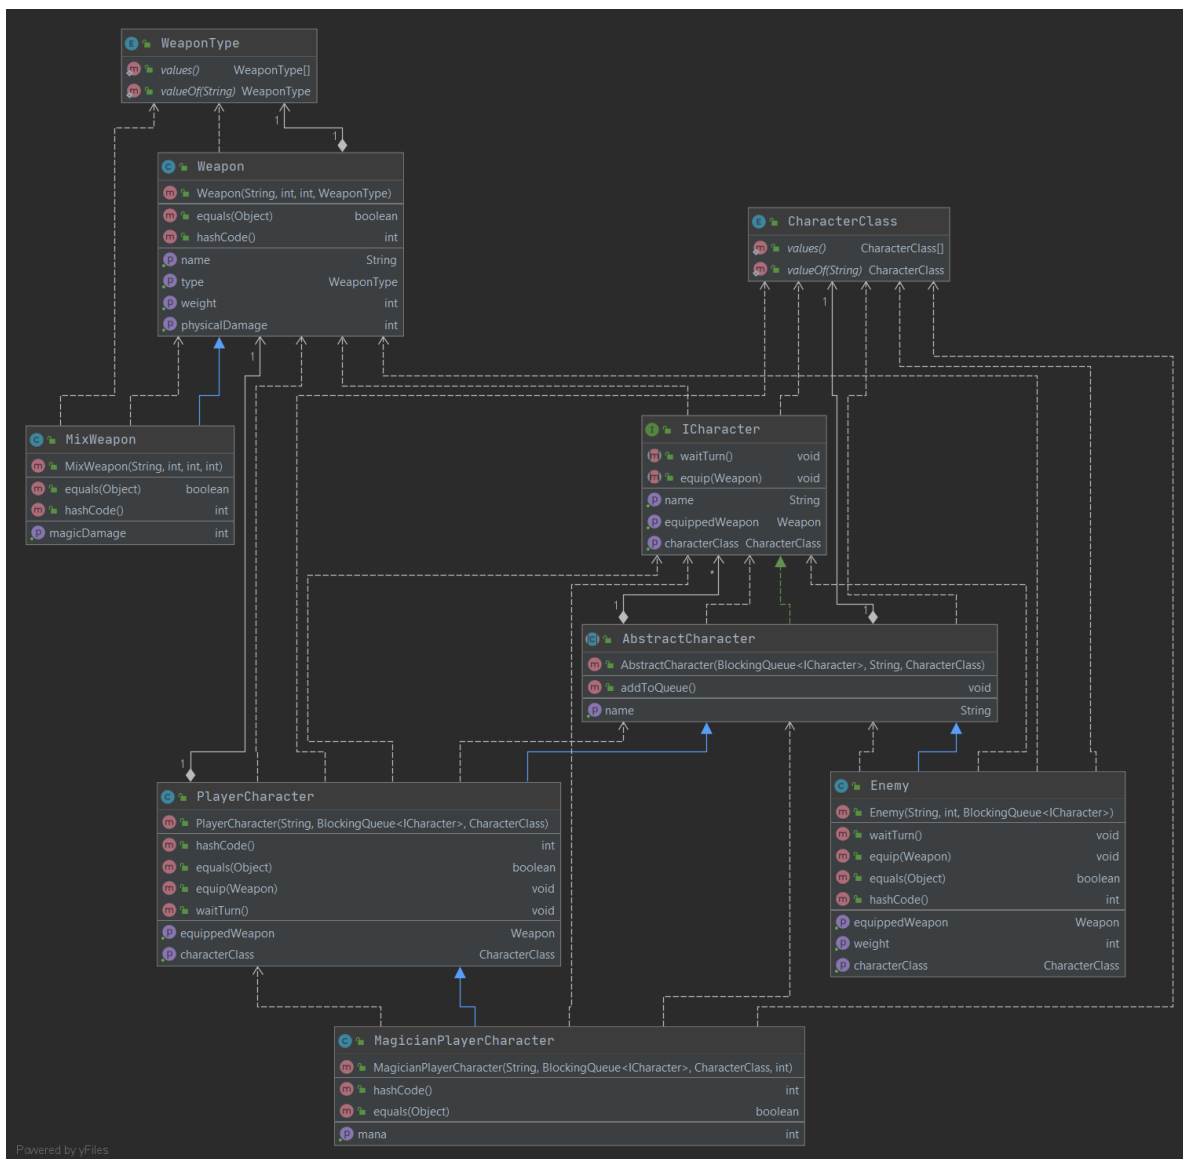 WeaponType
values() WeaponType[]
valueOf(String) WeaponType
1
1
Weapon
Weapon(String, int, int, WeaponType)
equals(Object) boolean
hashCode() int
name String
type WeaponType
weight int
physicalDamage int
CharacterClass
values() CharacterClass[]
valueOf(String) CharacterClass
1
1
MixWeapon
MixWeapon(String, int, int, int)
equals(Object) boolean
hashCode() int
magicDamage int
ICharacter
waitTurn() void
equip(Weapon) void
name String
equippedWeapon Weapon
characterClass CharacterClass
*
1
1
AbstractCharacter
AbstractCharacter(BlockingQueue<ICharacter>, String, CharacterClass)
addToQueue() void
name String
1
PlayerCharacter
PlayerCharacter(String, BlockingQueue<ICharacter>, CharacterClass)
hashCode() int
equals(Object) boolean
equip(Weapon) void
waitTurn() void
equippedWeapon Weapon
characterClass CharacterClass
Enemy
Enemy(String, int, BlockingQueue<ICharacter>)
waitTurn() void
equip(Weapon) void
equals(Object) boolean
hashCode() int
equippedWeapon Weapon
weight int
characterClass CharacterClass
MagicianPlayerCharacter
MagicianPlayerCharacter(String, BlockingQueue<ICharacter>, CharacterClass, int)
hashCode() int
equals(Object) boolean
mana int
Powered by yFiles